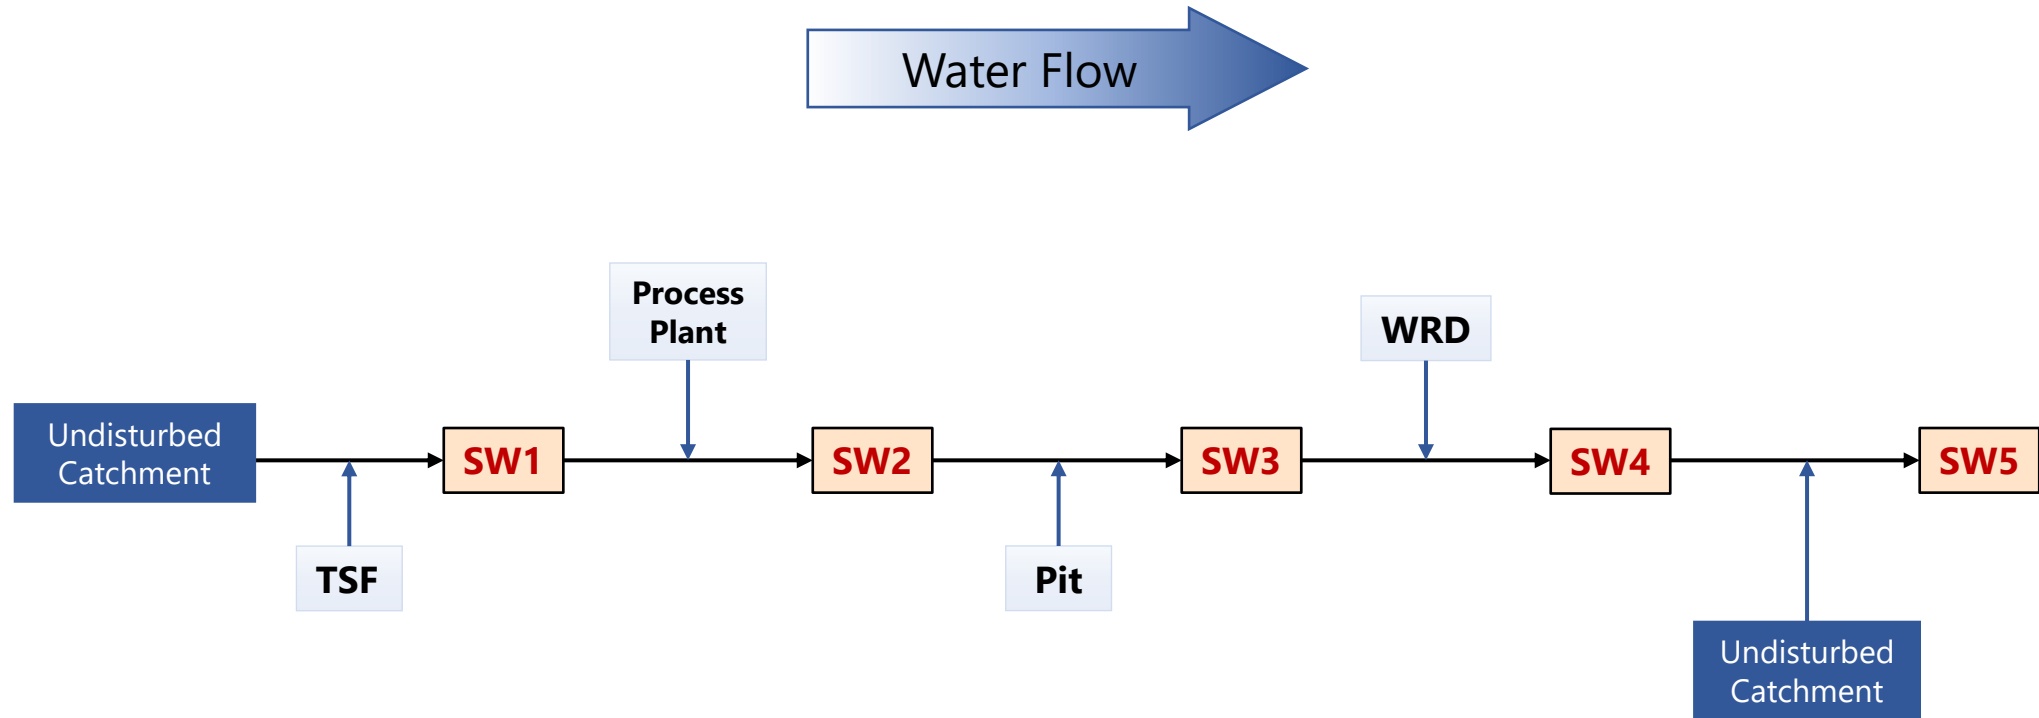 Water Flow
Process
Plant
WRD
Undisturbed
Catchment
SW1
SW2
SW3
SW4
SW5
TSF
Pit
Undisturbed
Catchment